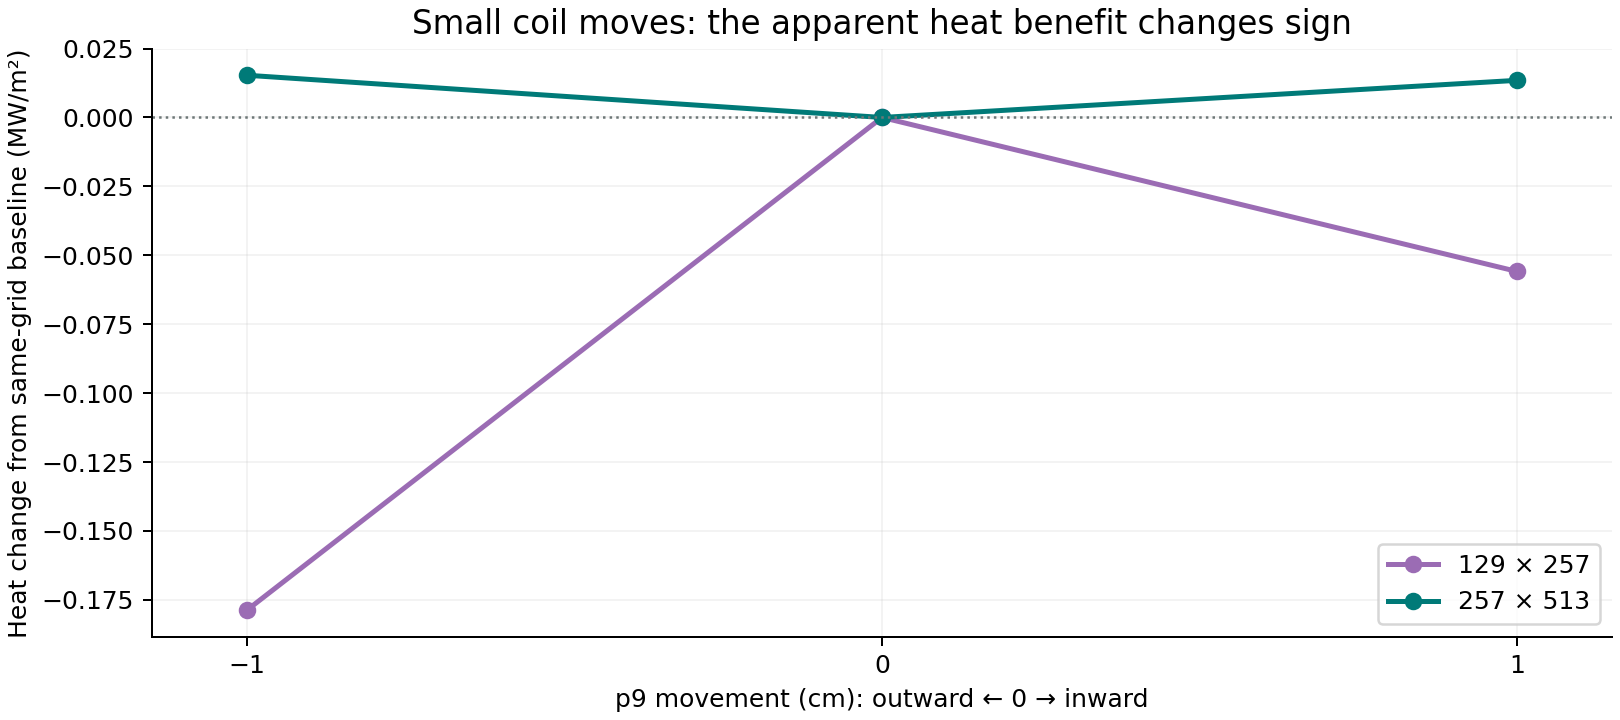 Small coil moves: the apparent heat benefit changes sign
Heat change from same-grid baseline (MW/m²)
0.025
0.000
−0.025
−0.050
−0.075
−0.100
−0.125
−0.150
−0.175
129 × 257
257 × 513
−1
0
1
p9 movement (cm): outward ← 0 → inward